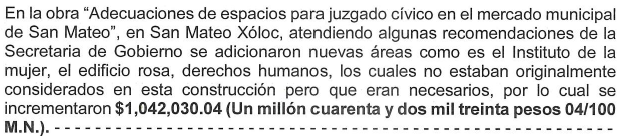 En la obra “Adecuaciones de espacios para juzgado cívico en el mercado municipal
de San Mateo”, en San Mateo Xóloc, atendiendo algunas recomendaciones de la
Secretaria de Gobierno se adicionaron nuevas áreas como es el Instituto de la
mujer, el edificio rosa, derechos humanos, los cuales no estaban originalmente
considerados en esta construcción pero que eran necesarios, por lo cual se
incrementaron $1,042,030.04 (Un millón cuarenta y dos mil treinta pesos 04/100
M.N.). - - - - - - - - - - - - - - - - - - - - - - - - - - - - - - - - - - - - - - - - - - - - - - - - - - - - - -